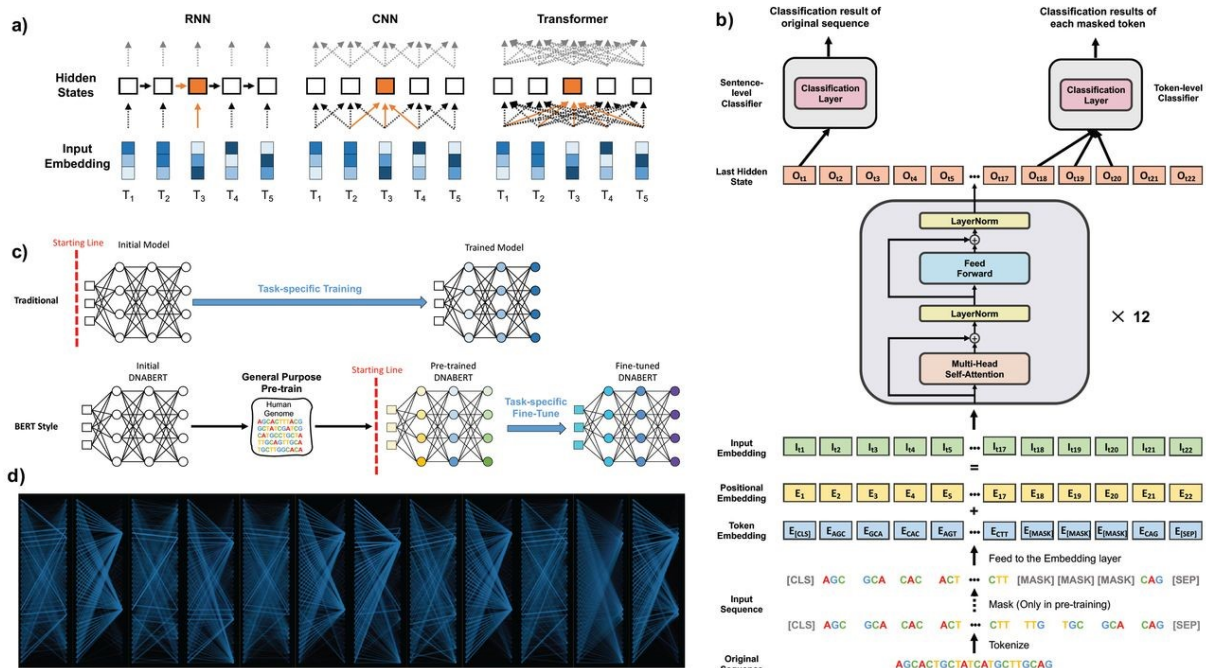 a)
RNN
CNN
Transformer
Hidden
States
Input
Embedding
T1 T2 T3 T4 T5
T1 T2 T3 T4 T5
T1 T2 T3 T4 T5
c)
Starting Line
Initial Model
Trained Model
Traditional
Task-specific Training
Initial
DNABERT
General Purpose
Pre-train
Starting Line
Pre-trained
DNABERT
Fine-tuned
DNABERT
Human
Genome
AGCACTTTACG
GCTATCGATCG
CATGCCTGCTA
TTGCAGTTGCA
TGCTTGGCACA
Task-specific
Fine-Tune
BERT Style
d)
b)
Classification result of
original sequence
Classification results of
each masked token
Sentence-level
Classifier
Classification
Layer
Classification
Layer
Token-level
Classifier
Last Hidden
State
Ot1 Ot2 Ot3 Ot4 Ot5 ••• Ot17 Ot18 Ot19 Ot20 Ot21 Ot22
LayerNorm
+
Feed
Forward
LayerNorm
+
Multi-Head
Self-Attention
× 12
Input
Embedding
It1 It2 It3 It4 It5 ••• It17 It18 It19 It20 It21 It22
=
Positional
Embedding
E1 E2 E3 E4 E5 ••• E17 E18 E19 E20 E21 E22
+
Token
Embedding
E[CLS] EAGC EGCA ECAC EAGT ••• ECTT E[MASK] E[MASK] E[MASK] ECAG E[SEP]
Feed to the Embedding layer
[CLS] AGC GCA CAC ACT ••• CTT [MASK] [MASK] [MASK] CAG [SEP]
Input
Sequence
Mask (Only in pre-training)
[CLS] AGC GCA CAC ACT ••• CTT TTG TGC GCA CAG [SEP]
Tokenize
Original
AGCACTGCTATCATGCTTGCAG